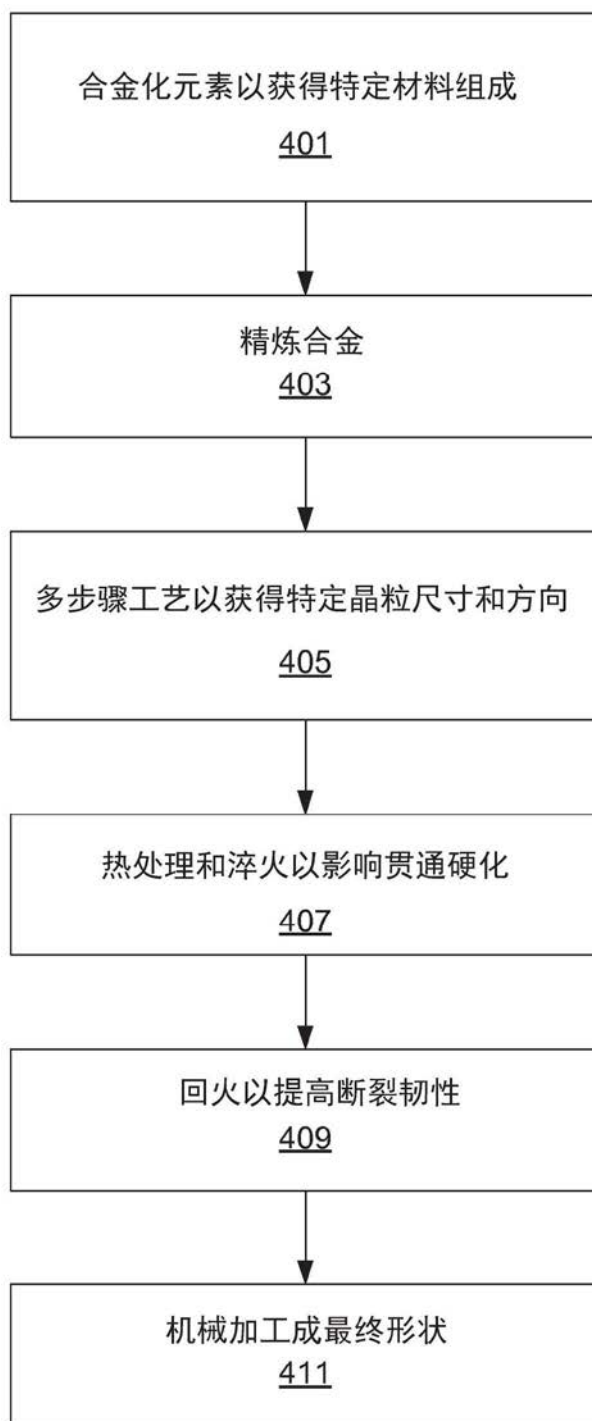 合金化元素以获得特定材料组成
401
精炼合金
403
多步骤工艺以获得特定晶粒尺寸和方向
405
热处理和淬火以影响贯通硬化
407
回火以提高断裂韧性
409
机械加工成最终形状
411